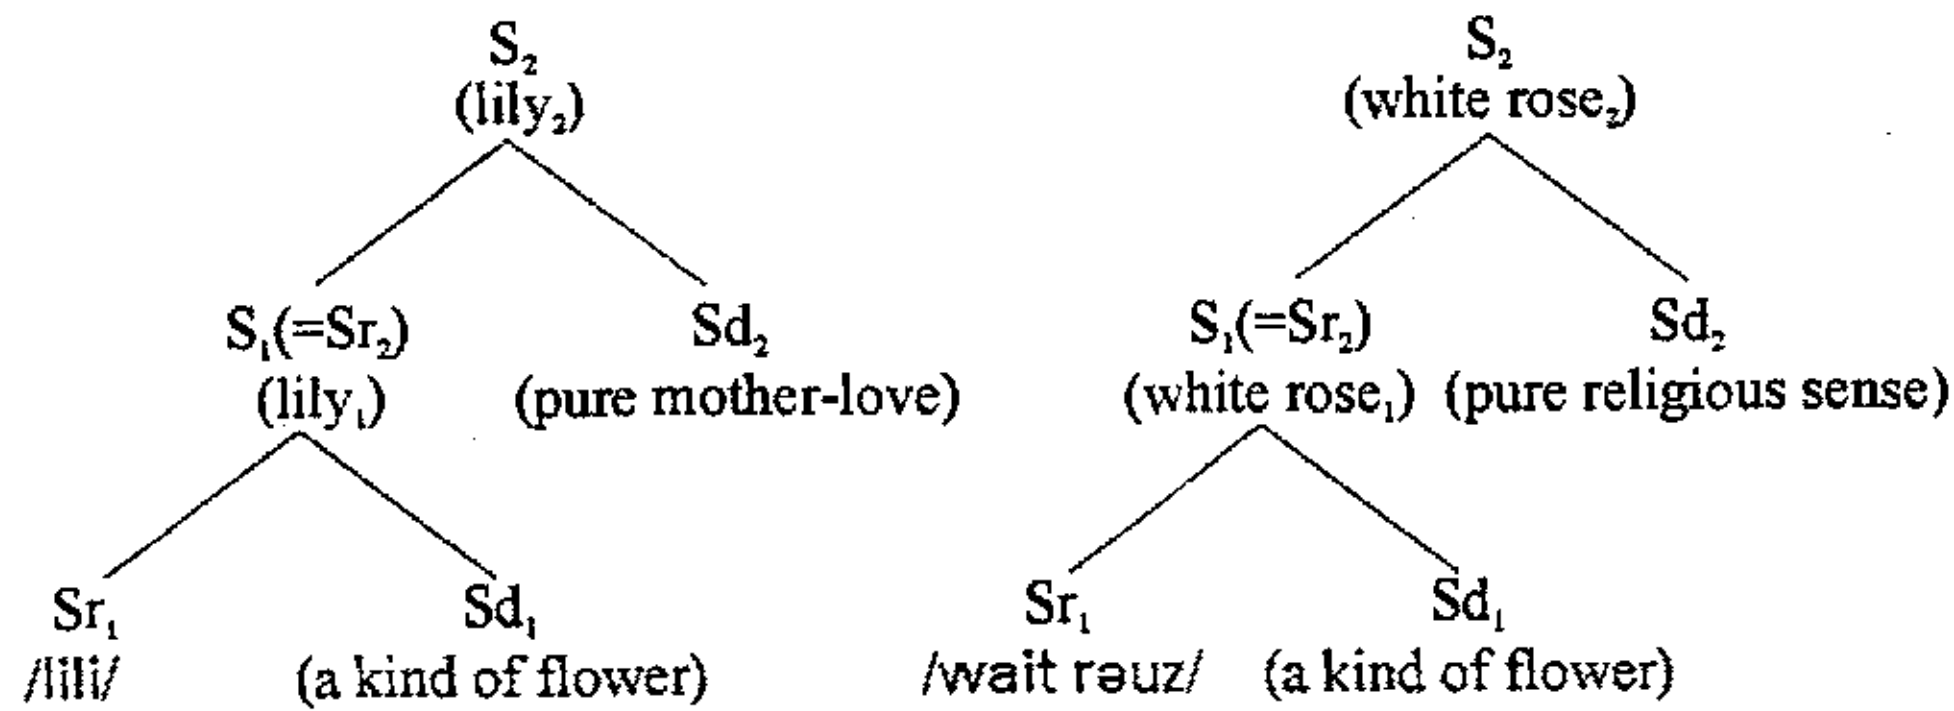 S₂
(lily₂)
S₁(=Sr₂) Sd₂
(lily₁) (pure mother-love)
Sr₁ Sd₁
/lili/ (a kind of flower)
S₂
(white rose₂)
S₁(=Sr₂) Sd₂
(white rose₁) (pure religious sense)
Sr₁ Sd₁
/wait rəuz/ (a kind of flower)